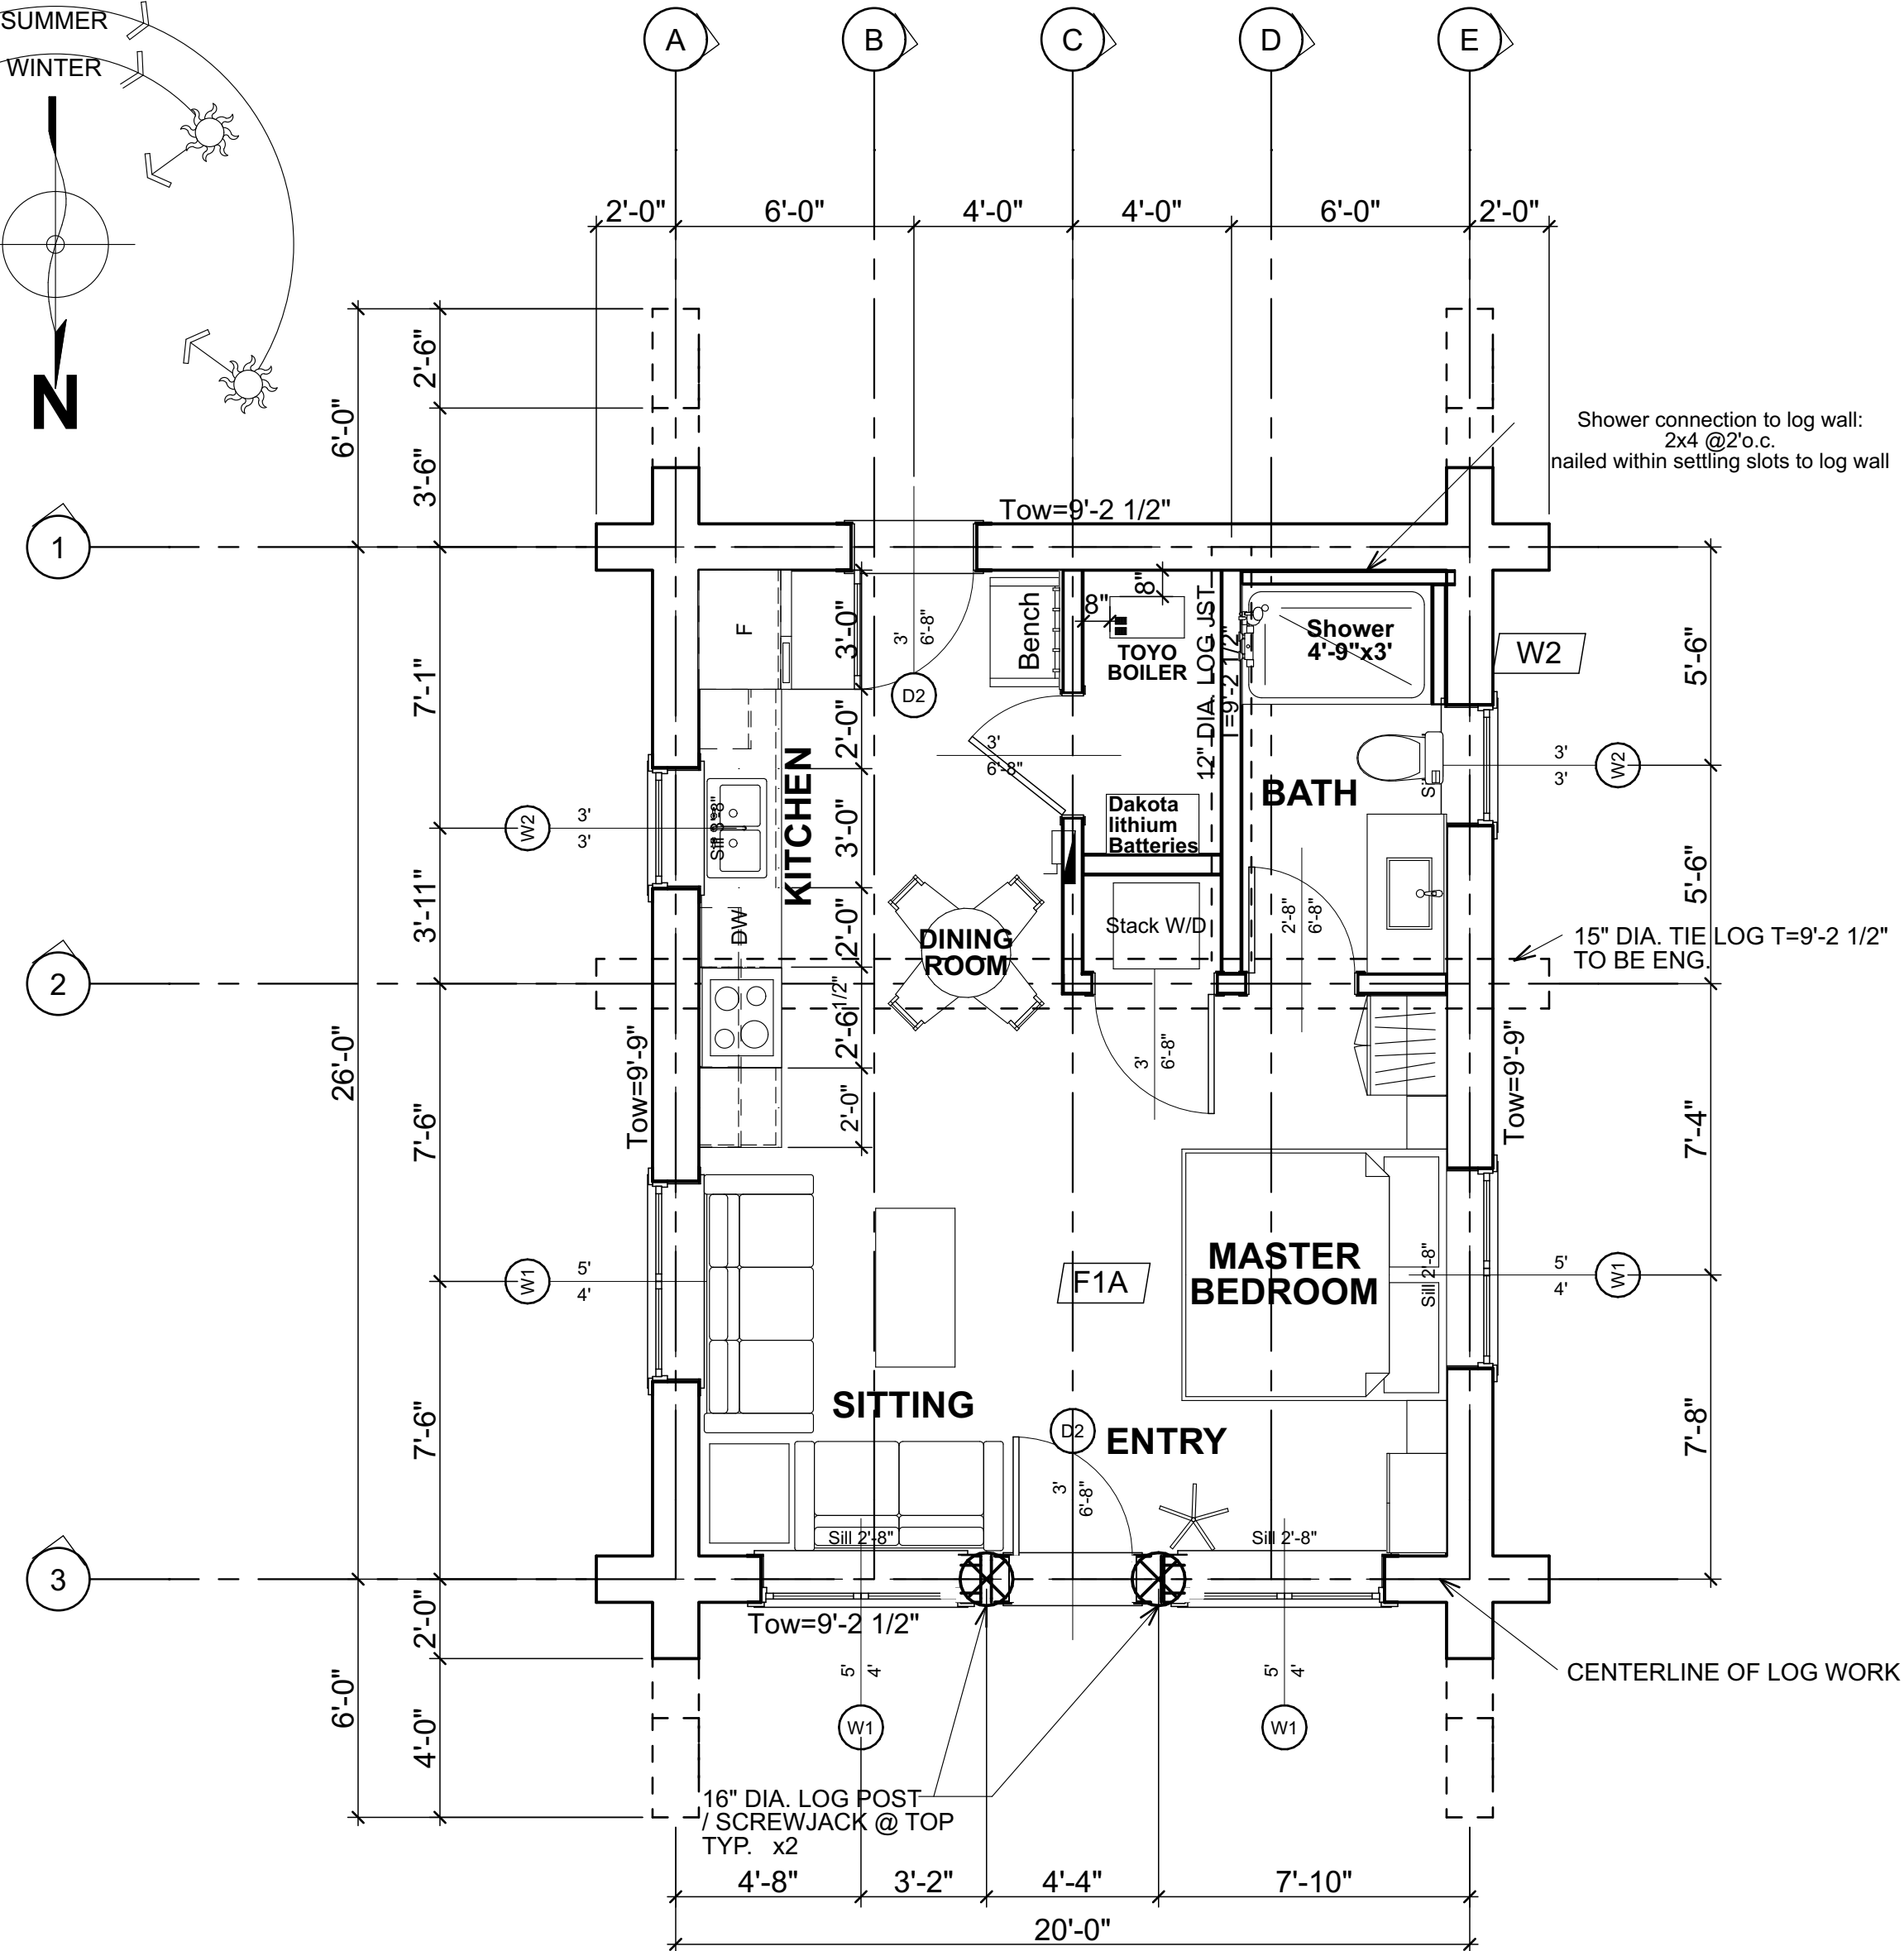 SUMMER
WINTER
N
A
B
C
D
E
2'-0"
6'-0"
4'-0"
4'-0"
6'-0"
2'-0"
6'-0"
2'-6"
3'-6"
Shower connection to log wall:
2x4 @2'o.c.
nailed within settling slots to log wall
Tow=9'-2 1/2"
1
F
3'-0"
3'
6'-8"
Bench
8"
8"
TOYO
BOILER
12" DIA. LOG JST
T=9'-2 1/2"
Shower
4'-9"x3'
W2
5'-6"
7'-1"
D2
2'-0"
3'
6'-8"
KITCHEN
BATH
3'
3'
W2
W2
3'
3'
Sill 3'-8"
3'-0"
Dakota
lithium
Batteries
5'-6"
3'-11"
DW
2'-0"
DINING
ROOM
Stack W/D
2'-8"
6'-8"
15" DIA. TIE LOG T=9'-2 1/2"
TO BE ENG.
2
2'-6 1/2"
26'-0"
Tow=9'-9"
3'
6'-8"
Tow=9'-9"
2'-0"
7'-6"
7'-4"
MASTER
BEDROOM
Sill 2'-8"
W1
5'
4'
F1A
5'
4'
W1
SITTING
D2
ENTRY
7'-6"
7'-8"
3'
6'-8"
Sill 2'-8"
Sill 2'-8"
3
2'-0"
Tow=9'-2 1/2"
5'
4'
5'
4'
CENTERLINE OF LOG WORK
6'-0"
4'-0"
W1
W1
16" DIA. LOG POST
/ SCREWJACK @ TOP
TYP. x2
4'-8"
3'-2"
4'-4"
7'-10"
20'-0"